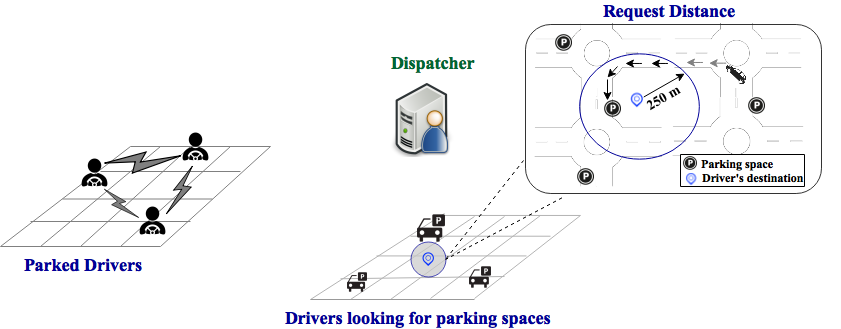 Request Distance
Dispatcher
P
250 m
P
P
P
P Parking space
Driver's destination
P
Parked Drivers
P
P
Drivers looking for parking spaces